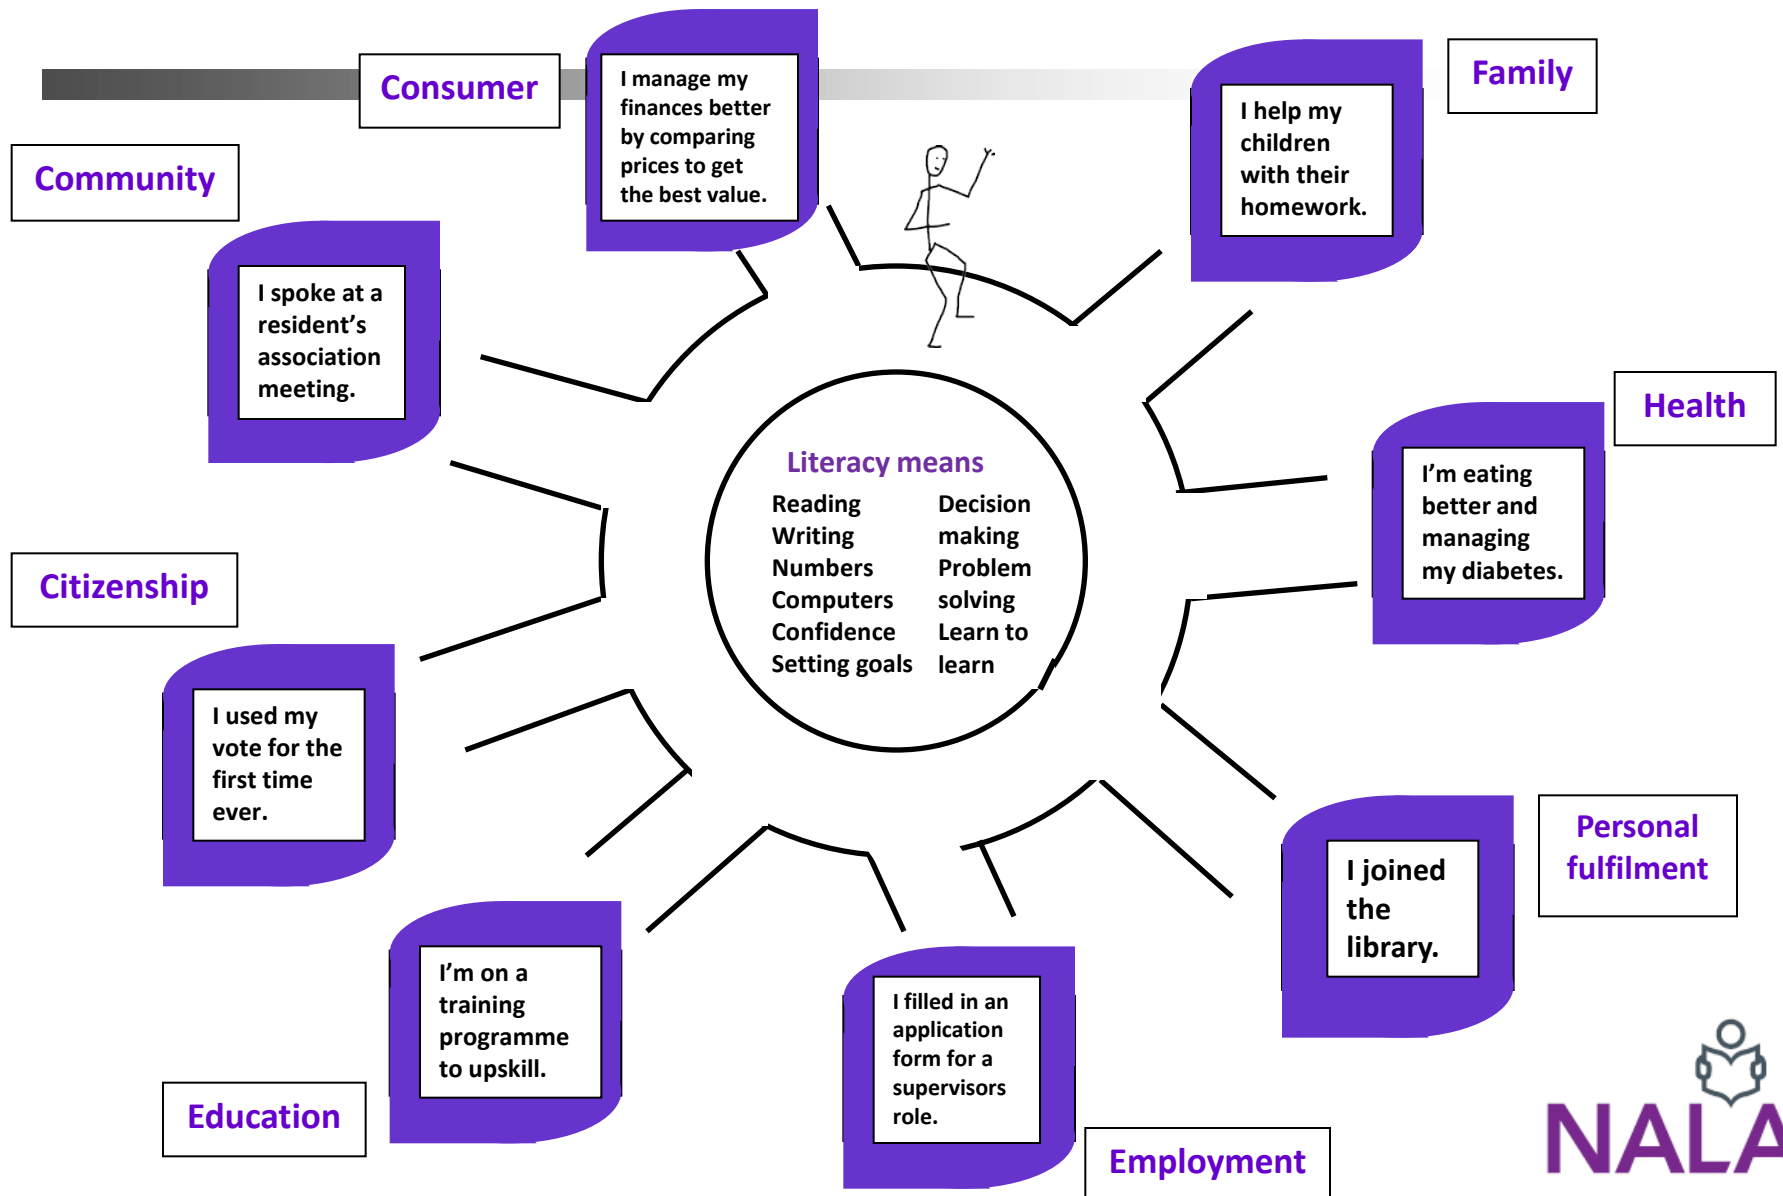 Consumer
I manage my
finances better
by comparing
prices to get
the best value.
Family
I help my
children
with their
homework.
Community
I spoke at a
resident’s
association
meeting.
Health
I’m eating
better and
managing
my diabetes.
Literacy means
Reading
Writing
Numbers
Computers
Confidence
Setting goals
Decision
making
Problem
solving
Learn to
learn
Citizenship
I used my
vote for the
first time
ever.
Personal
fulfilment
I joined
the
library.
Education
I’m on a
training
programme
to upskill.
Employment
I filled in an
application
form for a
supervisors
role.
NALA